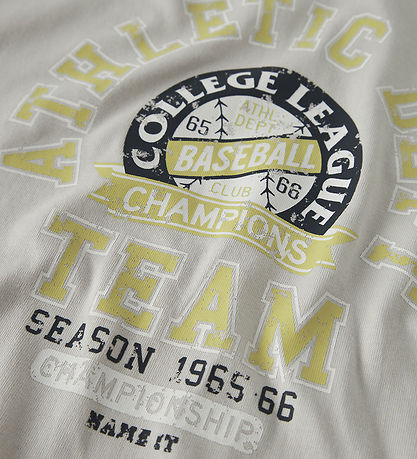 ATHLETIC
COLLEGE LEAGUE
ATHL.
DEPT
65
BASEBALL
CLUB
66
CHAMPIONS
TEAM
SEASON 1965-66
CHAMPIONSHIP
NAME IT